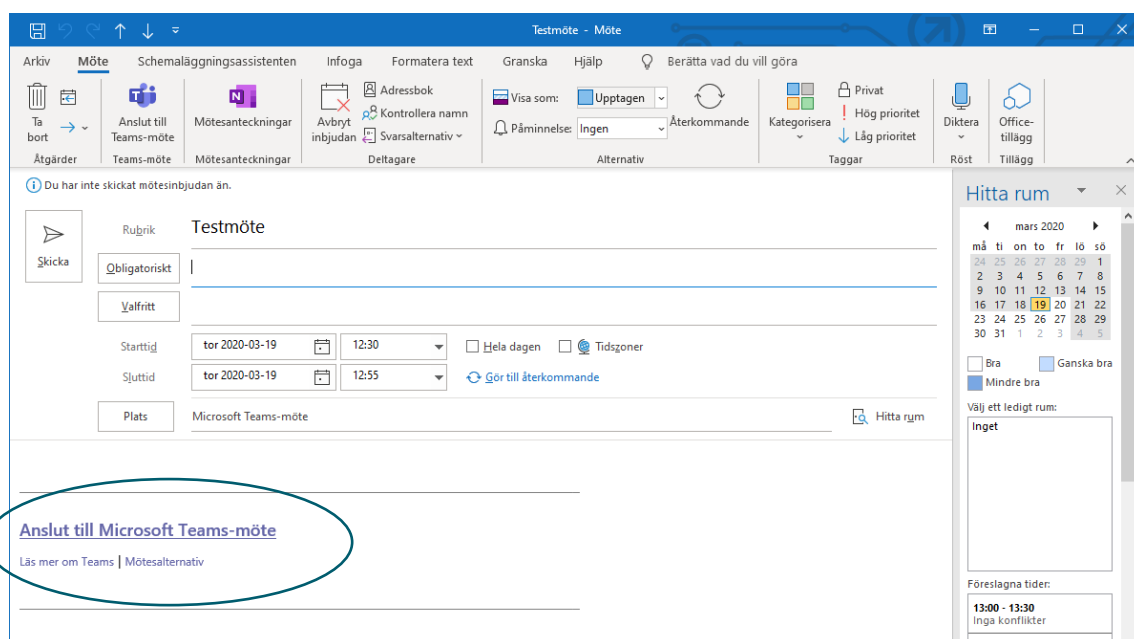 Testmöte - Möte
Arkiv Möte Schemaläggningsassistenten Infoga Formatera text Granska Hjälp Berätta vad du vill göra
Ta bort
Anslut till Teams-möte
Mötesanteckningar
Avbryt inbjudan
Adressbok
Kontrollera namn
Svarsalternativ
Visa som: Upptagen
Påminnelse: Ingen
Återkommande
Kategorisera
Privat
Hög prioritet
Låg prioritet
Diktera
Office-tillägg
Åtgärder Teams-möte Mötesanteckningar Deltagare Alternativ Taggar Röst Tillägg
Du har inte skickat mötesinbjudan än.
Skicka
Rubrik Testmöte
Obligatoriskt
Valfritt
Starttid tor 2020-03-19 12:30 Hela dagen Tidszoner
Sluttid tor 2020-03-19 12:55 Gör till återkommande
Plats Microsoft Teams-möte Hitta rum
Anslut till Microsoft Teams-möte
Läs mer om Teams | Mötesalternativ
Hitta rum
mars 2020
må ti on to fr lö sö
24 25 26 27 28 29 1
2 3 4 5 6 7 8
9 10 11 12 13 14 15
16 17 18 19 20 21 22
23 24 25 26 27 28 29
30 31 1 2 3 4 5
Bra Ganska bra
Mindre bra
Välj ett ledigt rum:
Inget
Föreslagna tider:
13:00 - 13:30
Inga konflikter